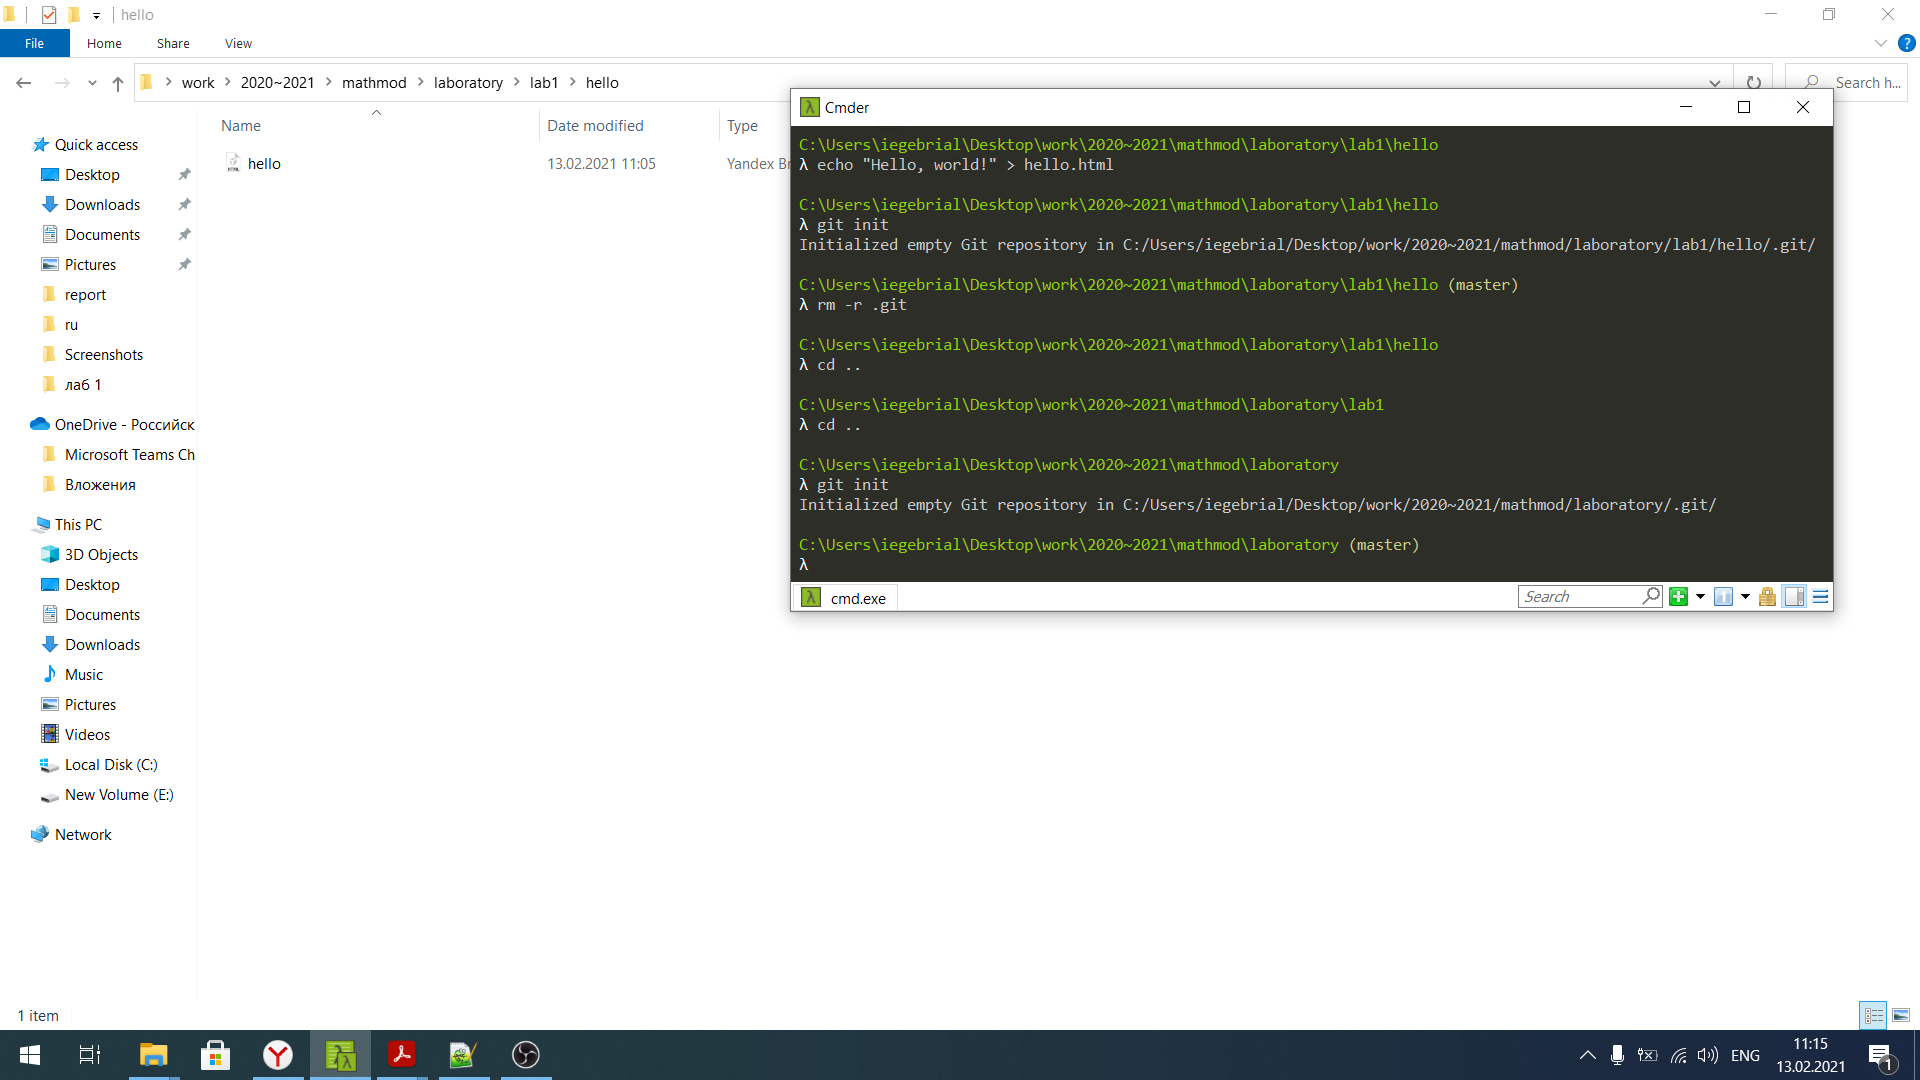 hello
File
Home
Share
View
work
2020~2021
mathmod
laboratory
lab1
hello
Search h...
Name
Date modified
Type
hello
13.02.2021 11:05
Quick access
Desktop
Downloads
Documents
Pictures
report
ru
Screenshots
лаб 1
OneDrive - Российск
Microsoft Teams Ch
Вложения
This PC
3D Objects
Desktop
Documents
Downloads
Music
Pictures
Videos
Local Disk (C:)
New Volume (E:)
Network
1 item
Yandex Br
Cmder
C:\Users\iegebrial\Desktop\work\2020~2021\mathmod\laboratory\lab1\hello
λ echo "Hello, world!" > hello.html
C:\Users\iegebrial\Desktop\work\2020~2021\mathmod\laboratory\lab1\hello
λ git init
Initialized empty Git repository in C:/Users/iegebrial/Desktop/work/2020~2021/mathmod/laboratory/lab1/hello/.git/
C:\Users\iegebrial\Desktop\work\2020~2021\mathmod\laboratory\lab1\hello (master)
λ rm -r .git
C:\Users\iegebrial\Desktop\work\2020~2021\mathmod\laboratory\lab1\hello
λ cd ..
C:\Users\iegebrial\Desktop\work\2020~2021\mathmod\laboratory\lab1
λ cd ..
C:\Users\iegebrial\Desktop\work\2020~2021\mathmod\laboratory
λ git init
Initialized empty Git repository in C:/Users/iegebrial/Desktop/work/2020~2021/mathmod/laboratory/.git/
C:\Users\iegebrial\Desktop\work\2020~2021\mathmod\laboratory (master)
λ
cmd.exe
Search
ENG
11:15
13.02.2021
1